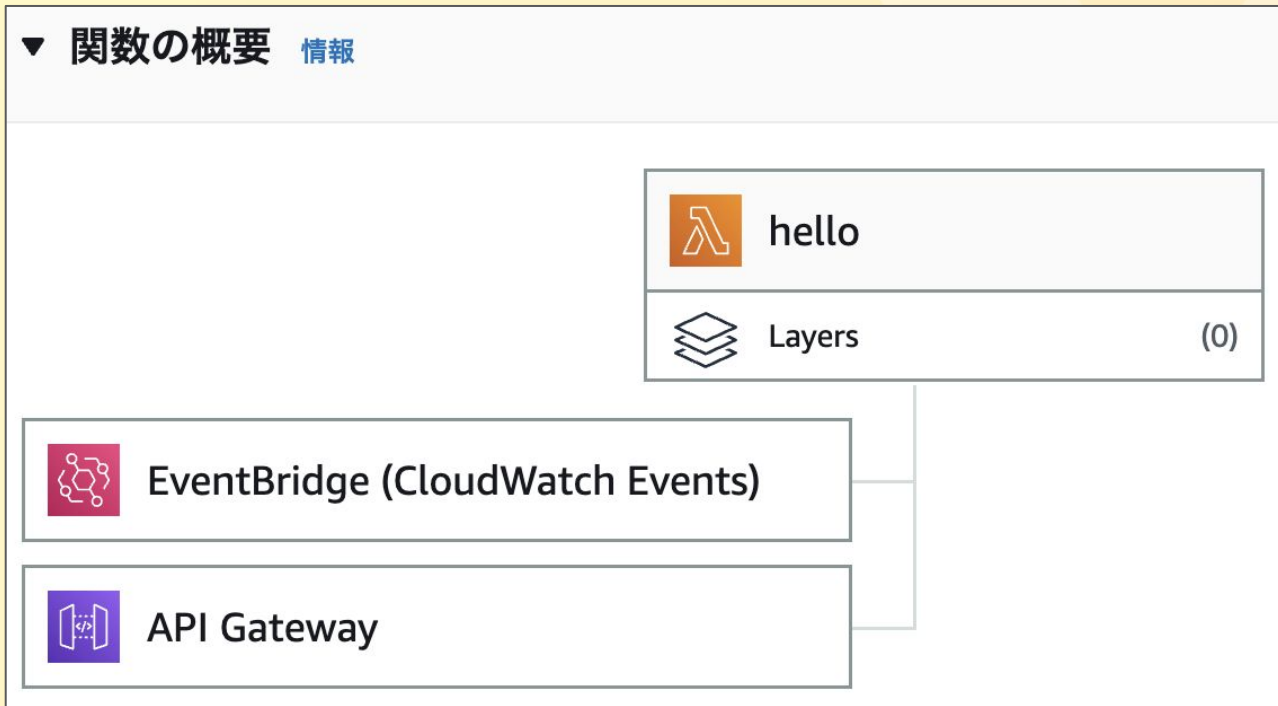 ▼ 関数の概要 情報
hello
Layers (0)
EventBridge (CloudWatch Events)
API Gateway